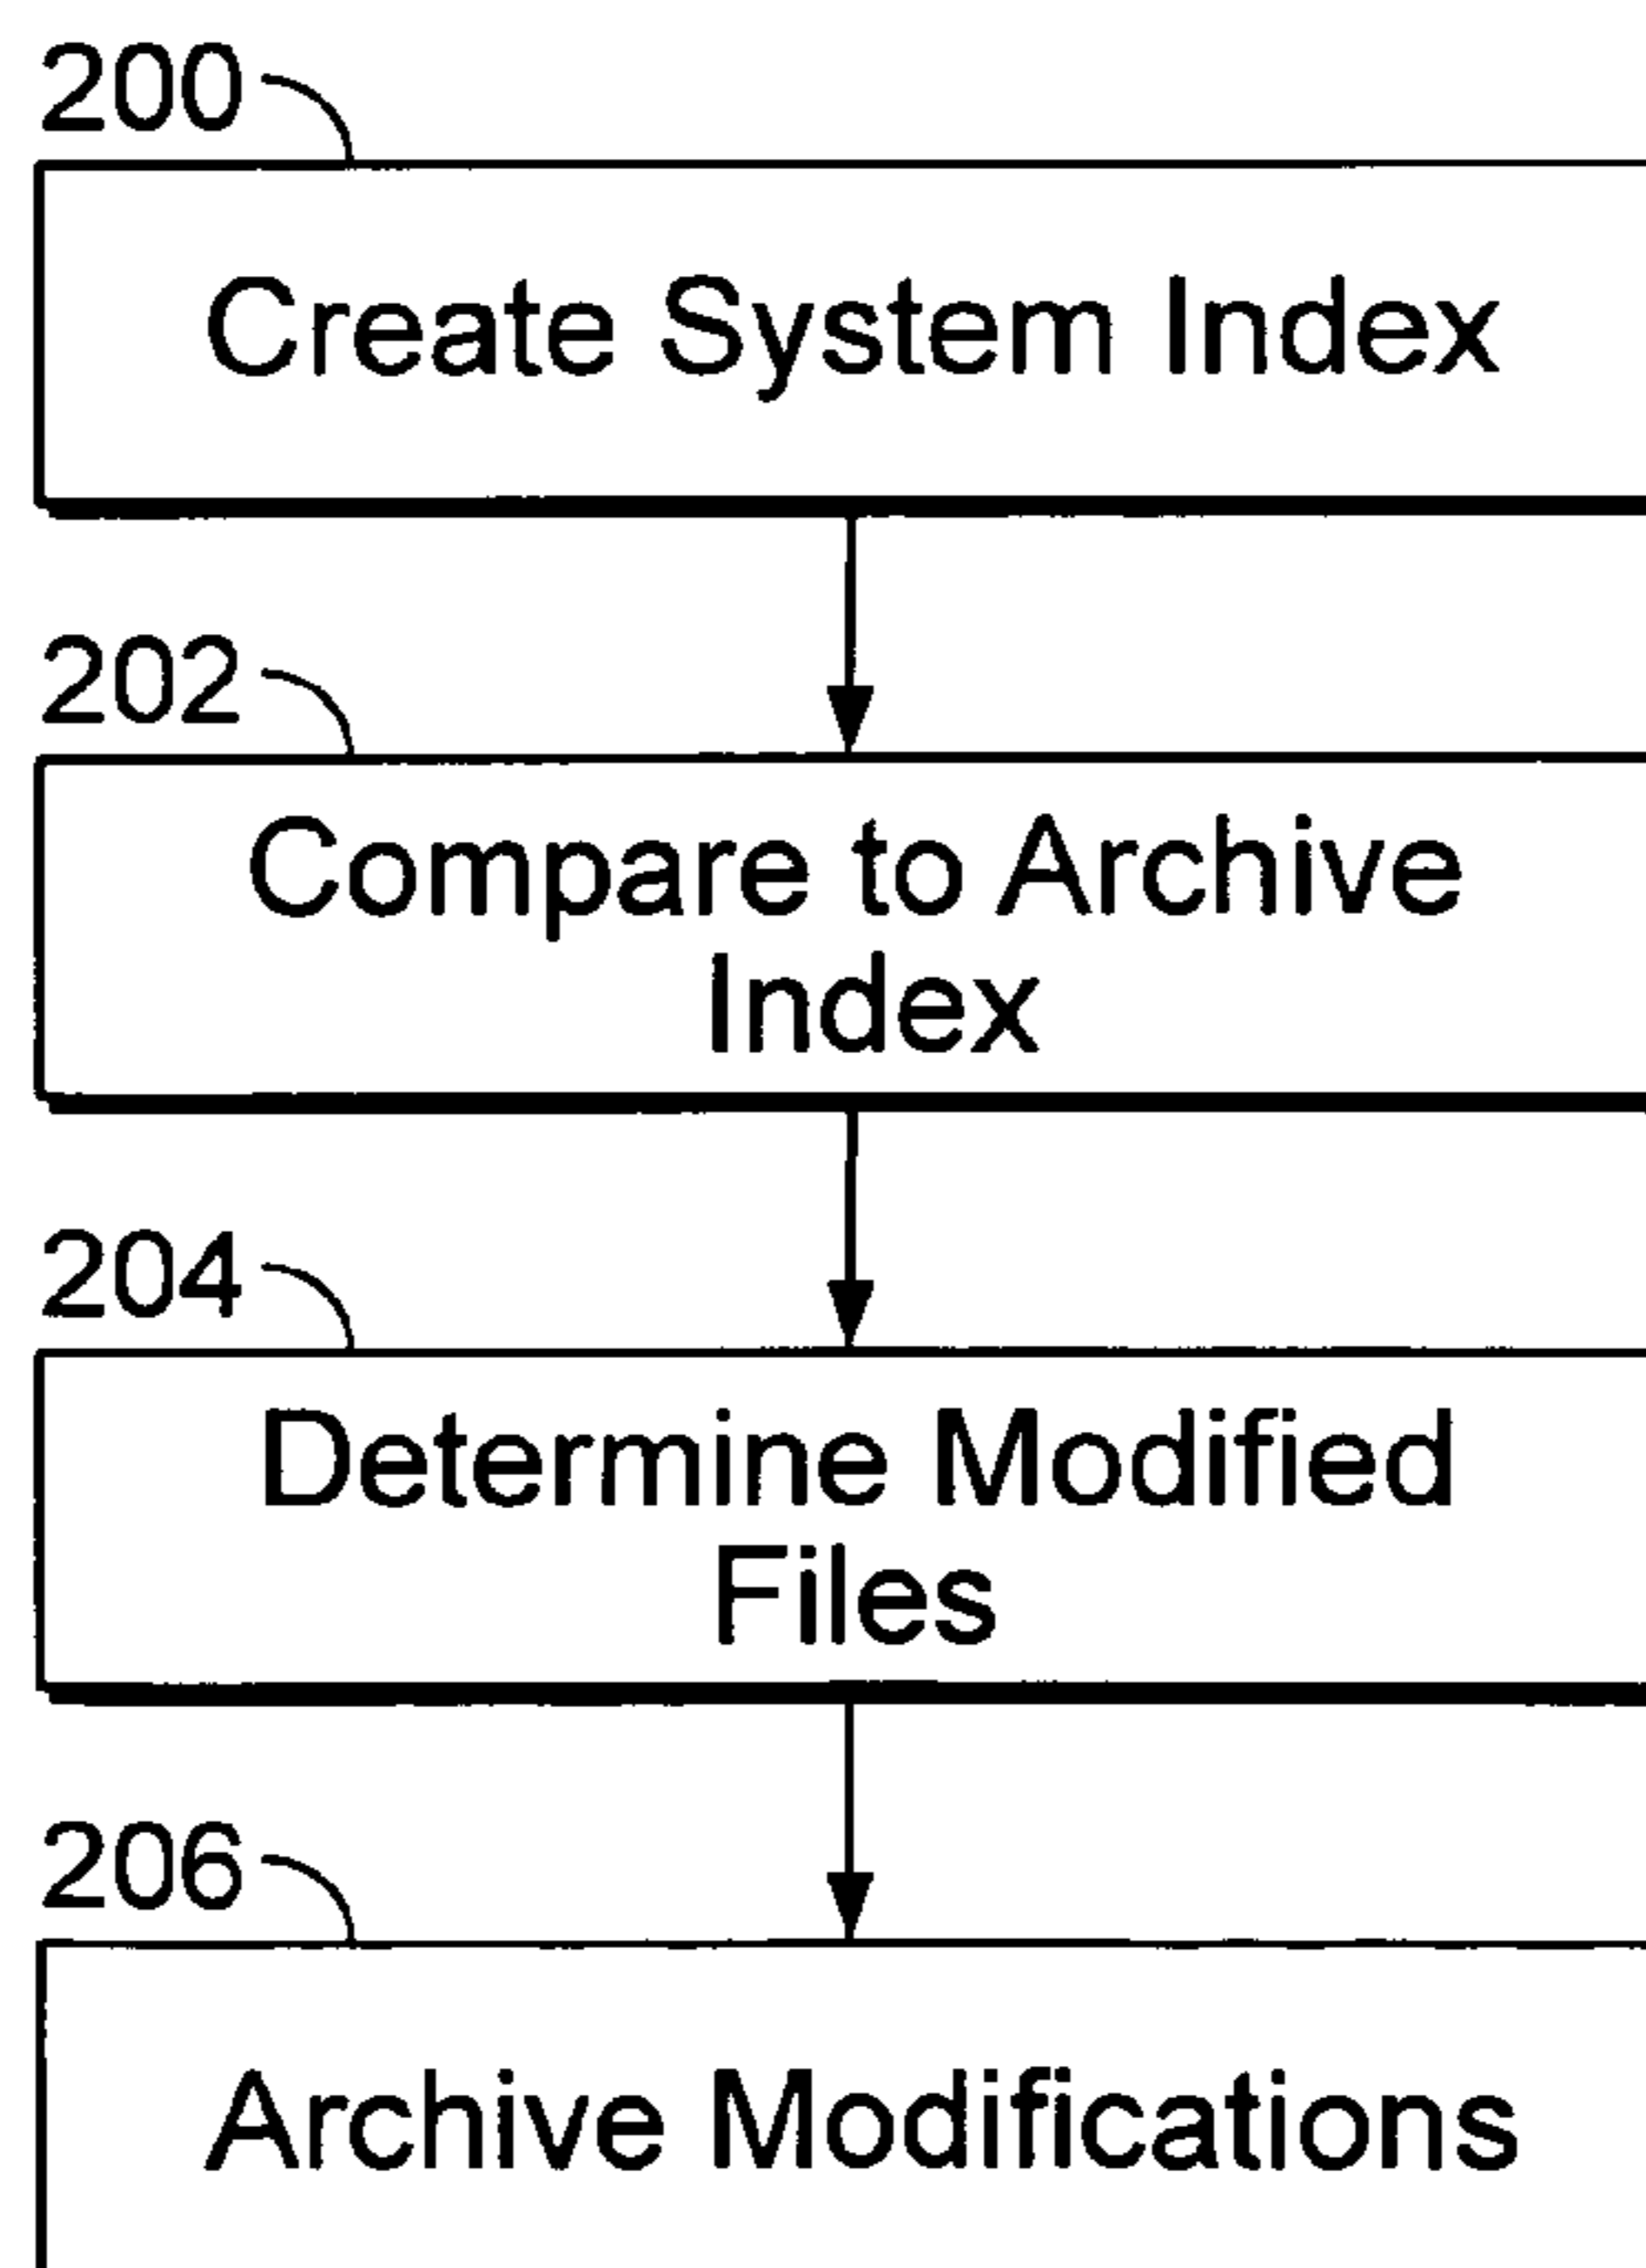 200
Create System Index
202
Compare to Archive
Index
204
Determine Modified
Files
206
Archive Modifications